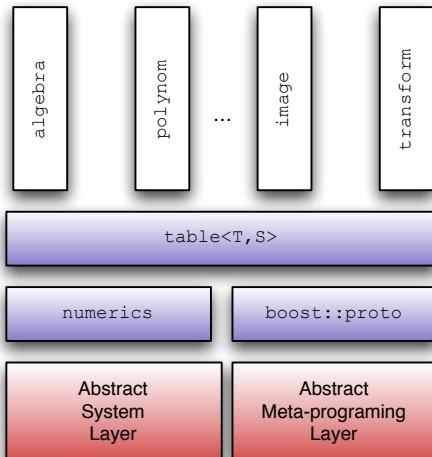 algebra
polynom
...
image
transform
table<T,S>
numerics
boost::proto
Abstract
System
Layer
Abstract
Meta-programing
Layer